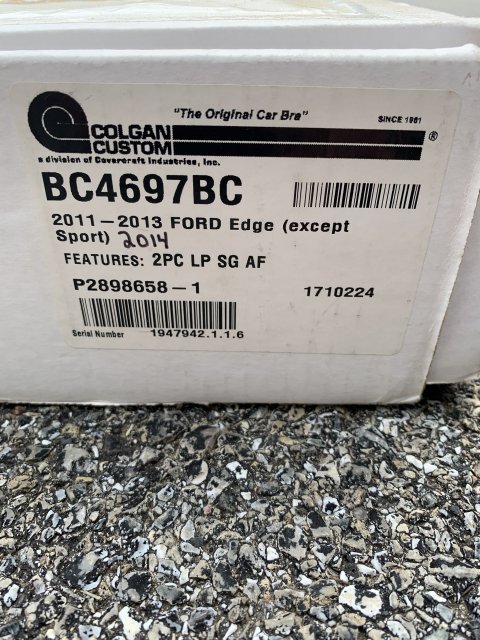 "The Original Car Bra"
SINCE 1961
COLGAN
CUSTOM
®
a division of Covercraft Industries, Inc.
BC4697BC
2011-2013 FORD Edge (except
Sport) 2014
FEATURES: 2PC LP SG AF
P2898658-1
1710224
Serial Number 1947942.1.1.6